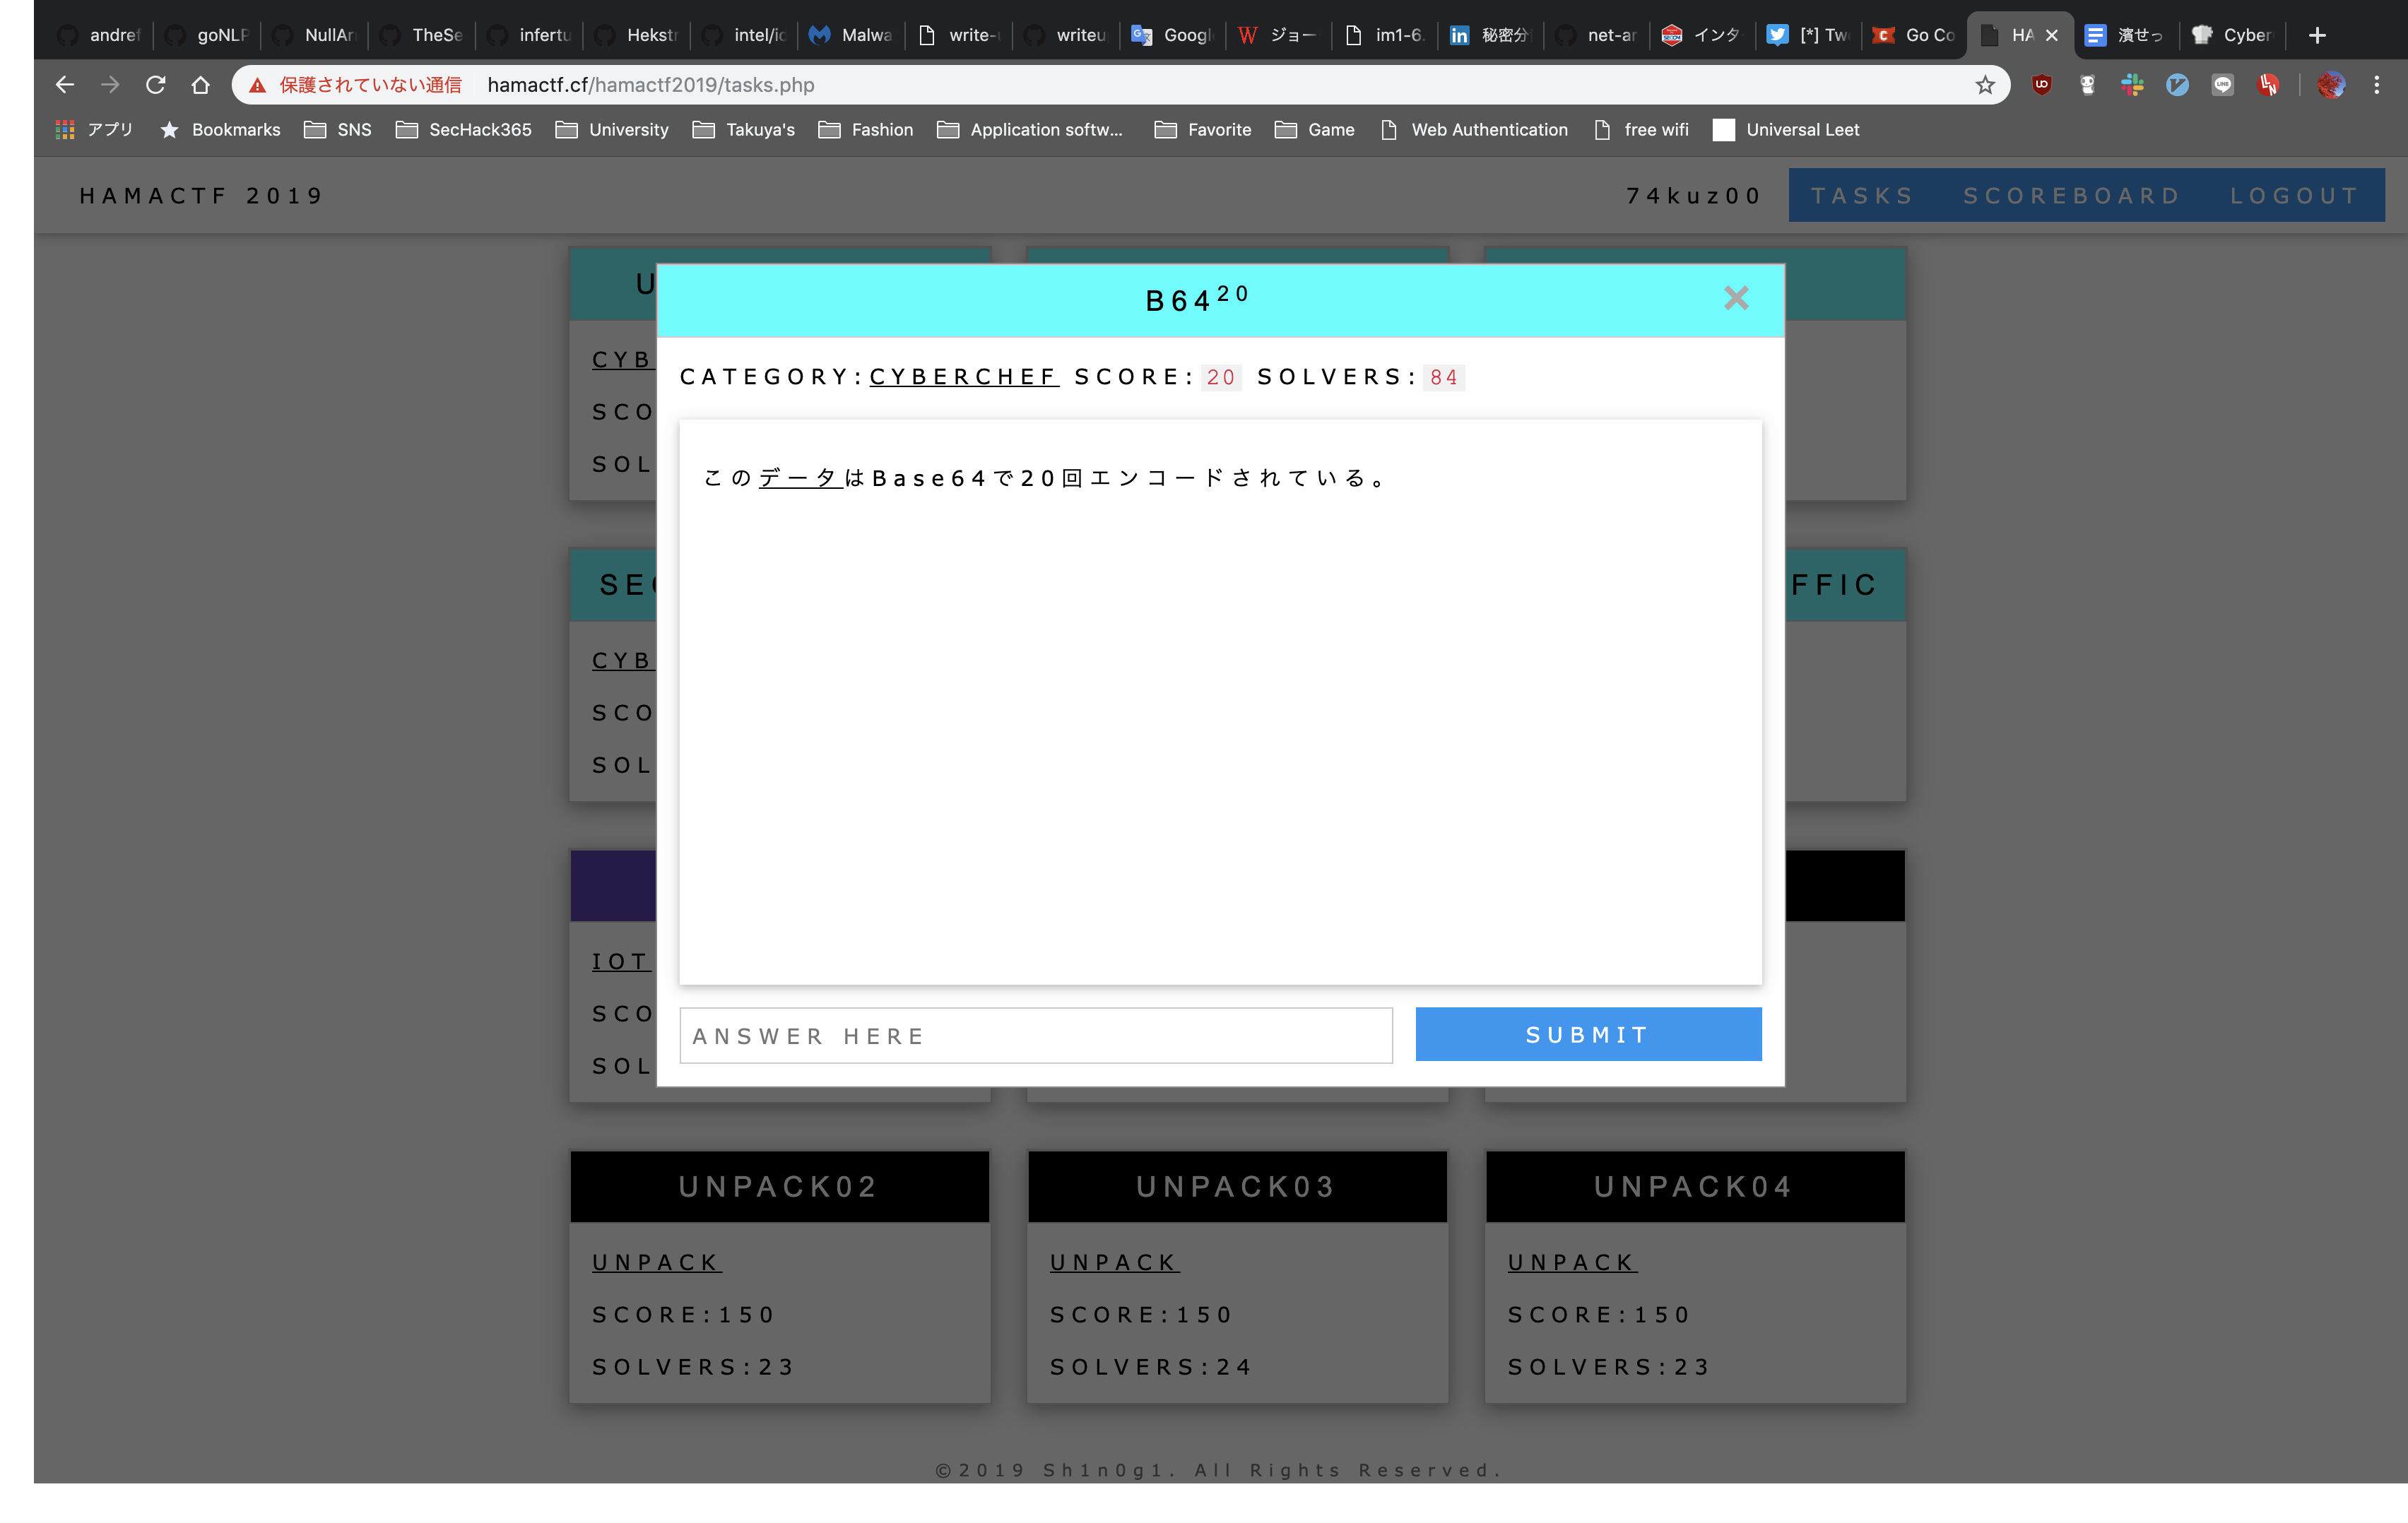 andref goNLP NullAr TheSe infertu Hekstr intel/ic Malwa write-u writeu Googl ジョー im1-6. 秘密分 net-ar インタ [*] Twe Go Co HA 濱せっ Cyber
保護されていない通信 hamactf.cf/hamactf2019/tasks.php
アプリ Bookmarks SNS SecHack365 University Takuya's Fashion Application softw... Favorite Game Web Authentication free wifi Universal Leet
HAMACTF 2019 74kuz00 TASKS SCOREBOARD LOGOUT
U
B64²⁰
CYB
CATEGORY:CYBERCHEF SCORE:20 SOLVERS:84
SCO
SOL
このデータはBase64で20回エンコードされている。
SEC
FFIC
CYB
SCO
SOL
IOT
SCO
SOL
ANSWER HERE SUBMIT
UNPACK02 UNPACK03 UNPACK04
UNPACK UNPACK UNPACK
SCORE:150 SCORE:150 SCORE:150
SOLVERS:23 SOLVERS:24 SOLVERS:23
©2019 Sh1n0g1. All Rights Reserved.